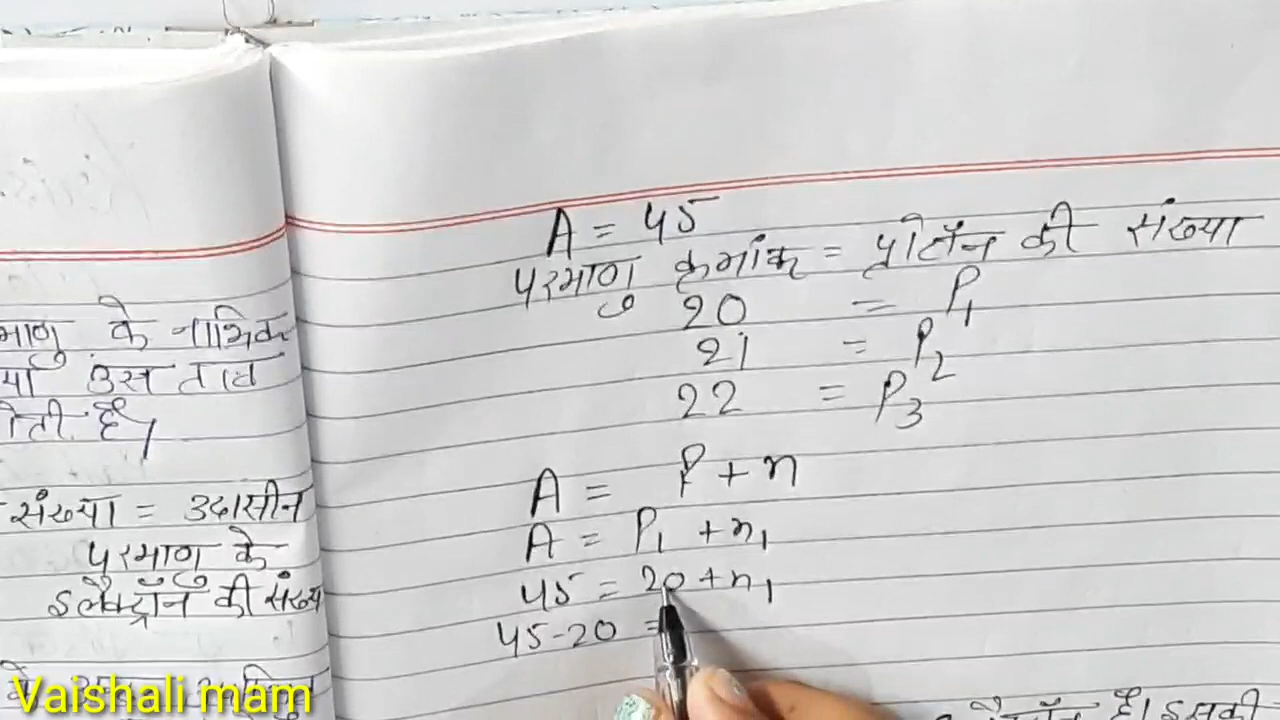 माणु के नाभिक
या उस तत्व
होती है।
संख्या = उदासीन
परमाणु के
इलैक्ट्रॉन की संख्या
A = 45
परमाणु क्रमांक = प्रोटॉन की संख्या
20 = P₁
21 = P₂
22 = P₃
A = P + n
A = P₁ + n₁
45 = 20 + n₁
45-20 =
है। इसकी
Vaishali mam